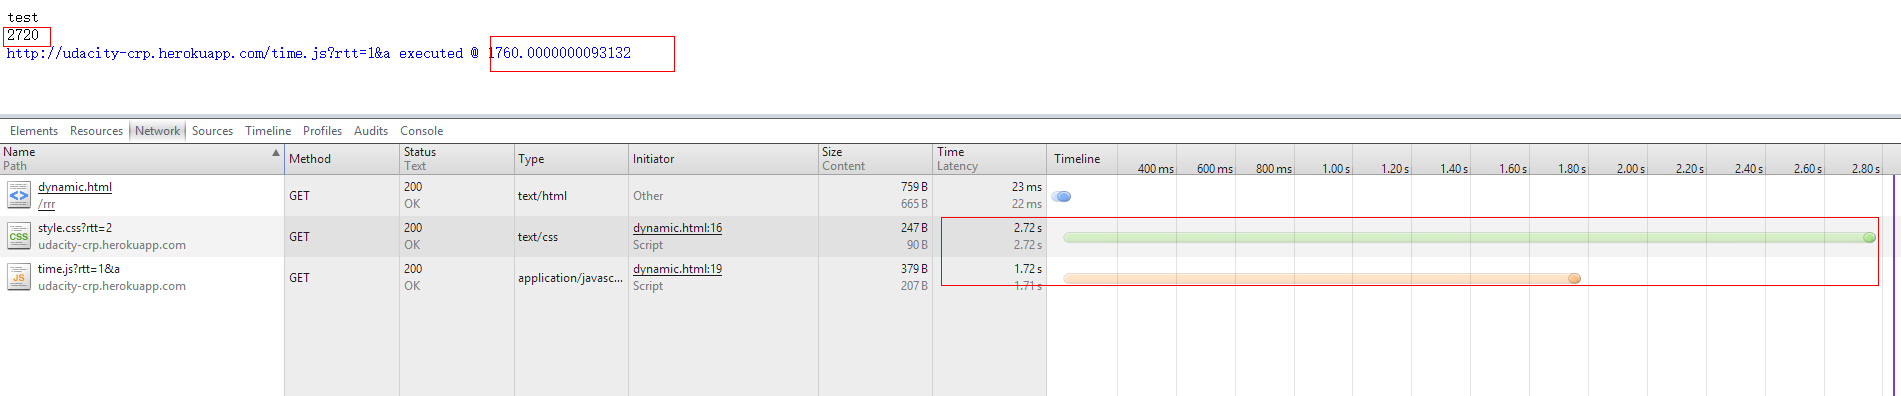 test
2720
http://udacity-crp.herokuapp.com/time.js?rtt=1&a executed @ 1760.0000000093132
Elements Resources Network Sources Timeline Profiles Audits Console
Name Method Status Type Initiator Size Time Timeline 400 ms 600 ms 800 ms 1.00 s 1.20 s 1.40 s 1.60 s 1.80 s 2.00 s 2.20 s 2.40 s 2.60 s 2.80 s
Path Text Content Latency
dynamic.html GET 200 text/html Other 759 B 23 ms
/rrr OK 665 B 22 ms
style.css?rtt=2 GET 200 text/css dynamic.html:16 247 B 2.72 s
udacity-crp.herokuapp.com OK Script 90 B 2.72 s
time.js?rtt=1&a GET 200 application/javasc... dynamic.html:19 379 B 1.72 s
udacity-crp.herokuapp.com OK Script 207 B 1.71 s